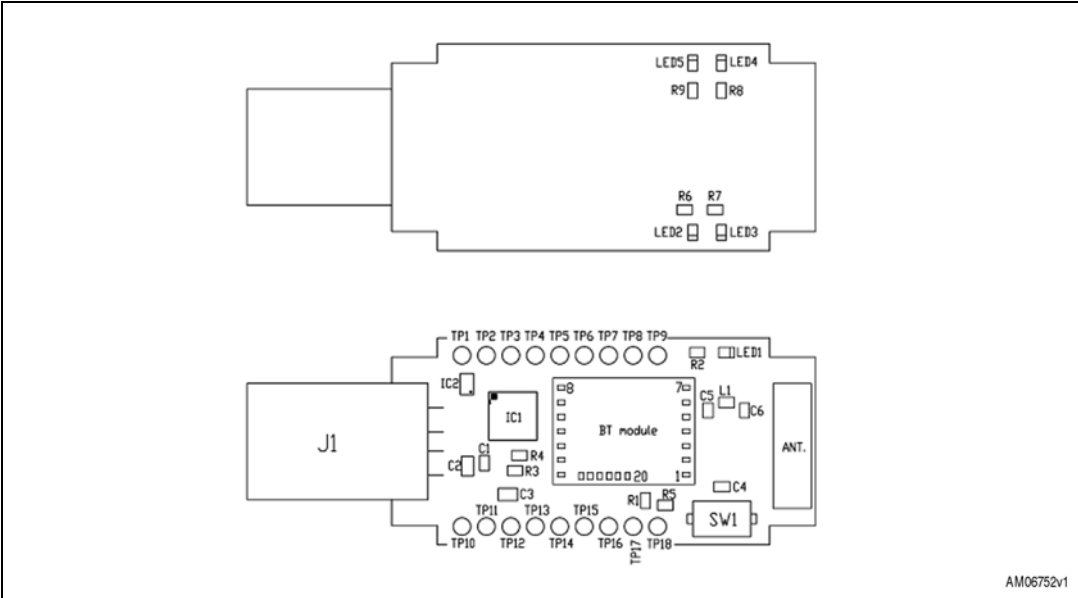 LED5 LED4
R9 R8
R6 R7
LED2 LED3
TP1 TP2 TP3 TP4 TP5 TP6 TP7 TP8 TP9
R2 LED1
IC2
8 7
C5 L1 C6
IC1
BT module
J1
ANT.
C1 R4
C2 R3
20 1
C4
C3
R1 R5
TP11 TP13 TP15
SW1
TP10 TP12 TP14 TP16 TP17 TP18
AM06752v1